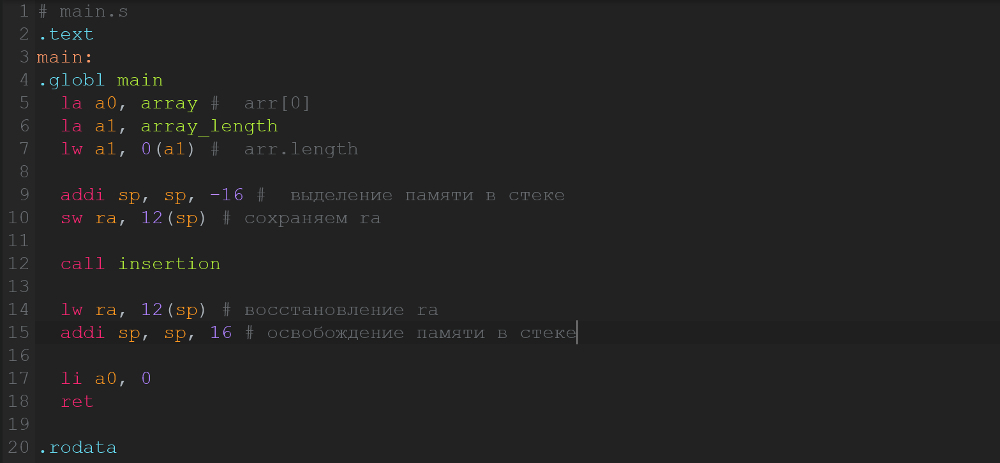 1 # main.s
2 .text
3 main:
4 .globl main
5 la a0, array # arr[0]
6 la a1, array_length
7 lw a1, 0(a1) # arr.length
8
9 addi sp, sp, -16 # выделение памяти в стеке
10 sw ra, 12(sp) # сохраняем ra
11
12 call insertion
13
14 lw ra, 12(sp) # восстановление ra
15 addi sp, sp, 16 # освобождение памяти в стеке
16
17 li a0, 0
18 ret
19
20 .rodata